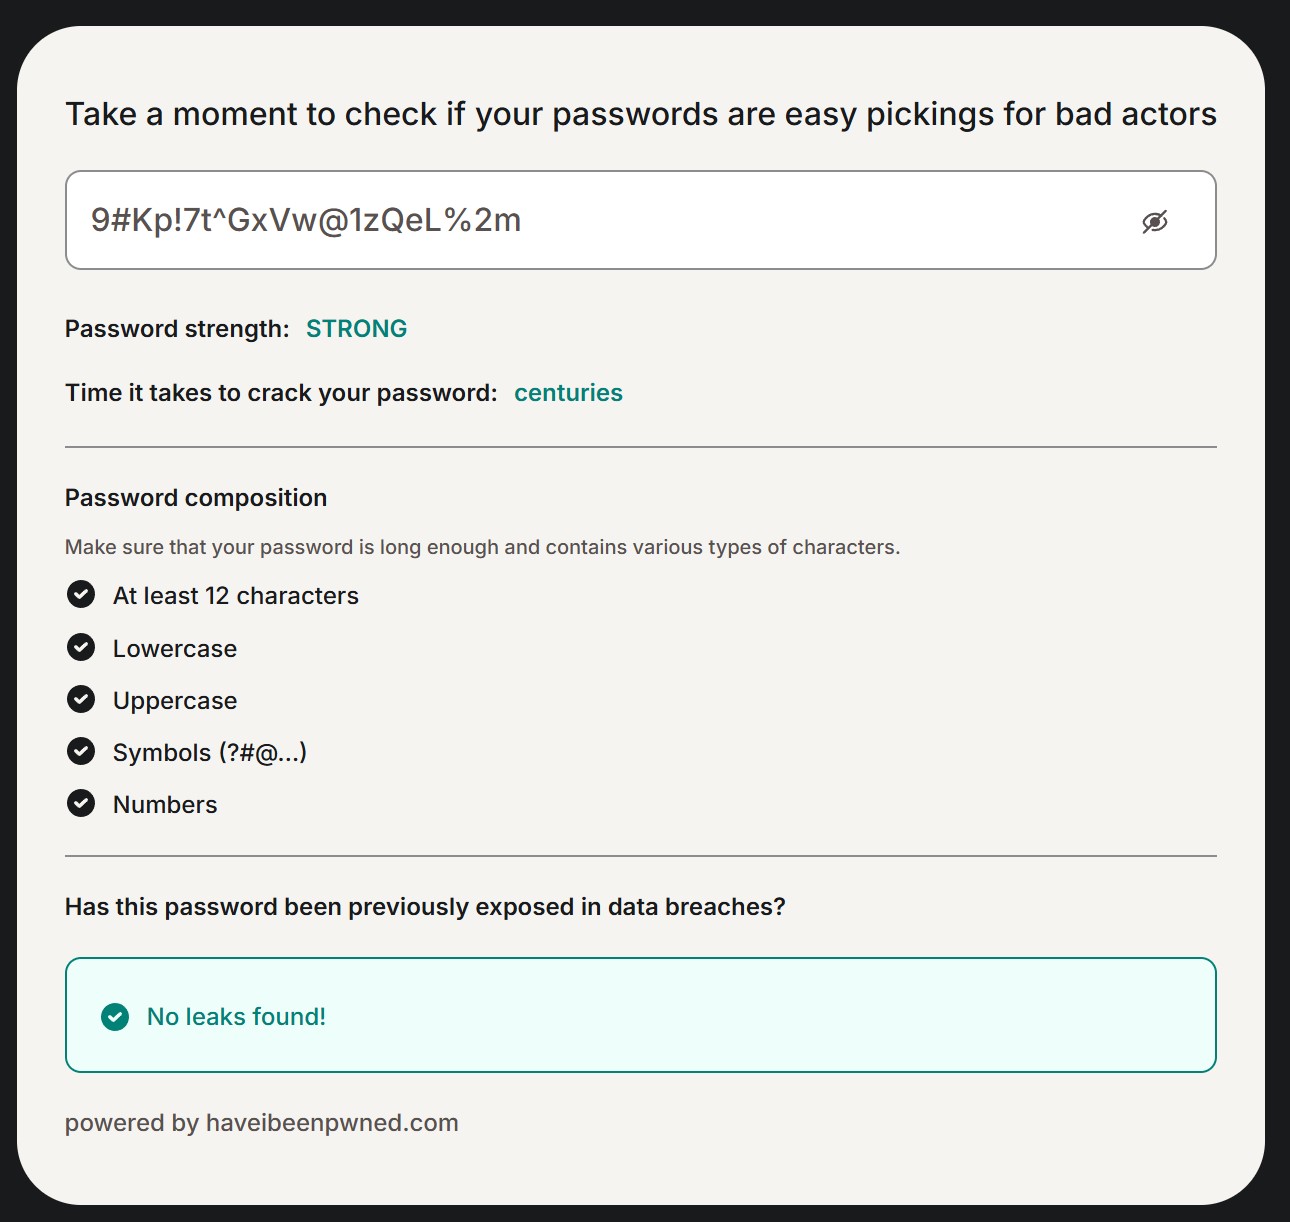 Take a moment to check if your passwords are easy pickings for bad actors
9#Kp!7t^GxVw@1zQeL%2m
Password strength: STRONG
Time it takes to crack your password: centuries
Password composition
Make sure that your password is long enough and contains various types of characters.
At least 12 characters
Lowercase
Uppercase
Symbols (?#@...)
Numbers
Has this password been previously exposed in data breaches?
No leaks found!
powered by haveibeenpwned.com